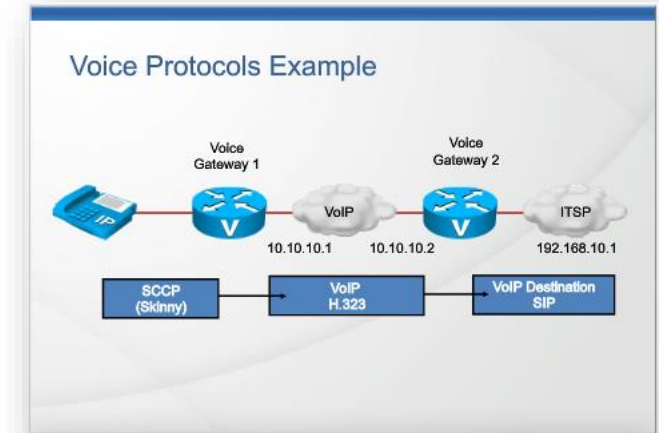 Voice Protocols Example
Voice
Gateway 1
Voice
Gateway 2
IP
V
VoIP
V
ITSP
10.10.10.1
10.10.10.2
192.168.10.1
SCCP
(Skinny)
VoIP
H.323
VoIP Destination
SIP